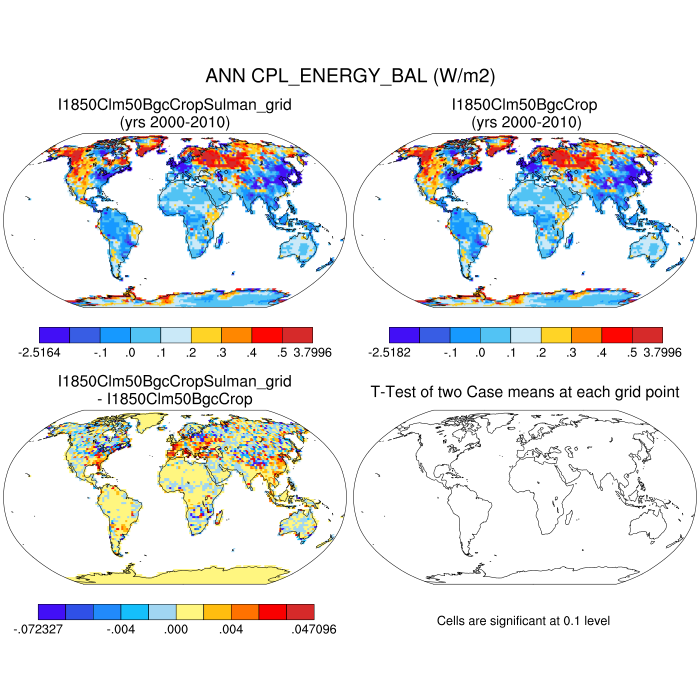 ANN CPL_ENERGY_BAL (W/m2)
I1850Clm50BgcCropSulman_grid
(yrs 2000-2010)
I1850Clm50BgcCrop
(yrs 2000-2010)
-2.5164 -.1 .0 .1 .2 .3 .4 .5 3.7996
-2.5182 -.1 .0 .1 .2 .3 .4 .5 3.7996
I1850Clm50BgcCropSulman_grid
- I1850Clm50BgcCrop
T-Test of two Case means at each grid point
-.072327 -.004 .000 .004 .047096
Cells are significant at 0.1 level